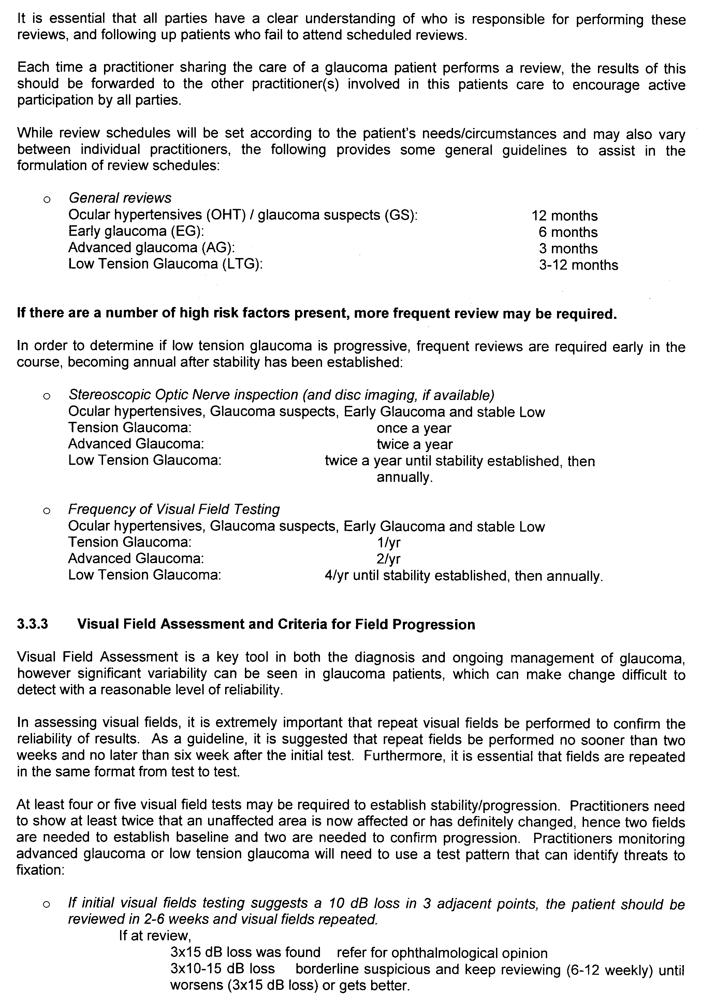 It is essential that all parties have a clear understanding of who is responsible for performing these
reviews, and following up patients who fail to attend scheduled reviews.
Each time a practitioner sharing the care of a glaucoma patient performs a review, the results of this
should be forwarded to the other practitioner(s) involved in this patients care to encourage active
participation by all parties.
While review schedules will be set according to the patient's needs/circumstances and may also vary
between individual practitioners, the following provides some general guidelines to assist in the
formulation of review schedules:
o General reviews
Ocular hypertensives (OHT) / glaucoma suspects (GS): 12 months
Early glaucoma (EG): 6 months
Advanced glaucoma (AG): 3 months
Low Tension Glaucoma (LTG): 3-12 months
If there are a number of high risk factors present, more frequent review may be required.
In order to determine if low tension glaucoma is progressive, frequent reviews are required early in the
course, becoming annual after stability has been established:
o Stereoscopic Optic Nerve inspection (and disc imaging, if available)
Ocular hypertensives, Glaucoma suspects, Early Glaucoma and stable Low
Tension Glaucoma: once a year
Advanced Glaucoma: twice a year
Low Tension Glaucoma: twice a year until stability established, then
annually.
o Frequency of Visual Field Testing
Ocular hypertensives, Glaucoma suspects, Early Glaucoma and stable Low
Tension Glaucoma: 1/yr
Advanced Glaucoma: 2/yr
Low Tension Glaucoma: 4/yr until stability established, then annually.
3.3.3 Visual Field Assessment and Criteria for Field Progression
Visual Field Assessment is a key tool in both the diagnosis and ongoing management of glaucoma,
however significant variability can be seen in glaucoma patients, which can make change difficult to
detect with a reasonable level of reliability.
In assessing visual fields, it is extremely important that repeat visual fields be performed to confirm the
reliability of results. As a guideline, it is suggested that repeat fields be performed no sooner than two
weeks and no later than six week after the initial test. Furthermore, it is essential that fields are repeated
in the same format from test to test.
At least four or five visual field tests may be required to establish stability/progression. Practitioners need
to show at least twice that an unaffected area is now affected or has definitely changed, hence two fields
are needed to establish baseline and two are needed to confirm progression. Practitioners monitoring
advanced glaucoma or low tension glaucoma will need to use a test pattern that can identify threats to
fixation:
o If initial visual fields testing suggests a 10 dB loss in 3 adjacent points, the patient should be
reviewed in 2-6 weeks and visual fields repeated.
If at review,
3x15 dB loss was found refer for ophthalmological opinion
3x10-15 dB loss borderline suspicious and keep reviewing (6-12 weekly) until
worsens (3x15 dB loss) or gets better.